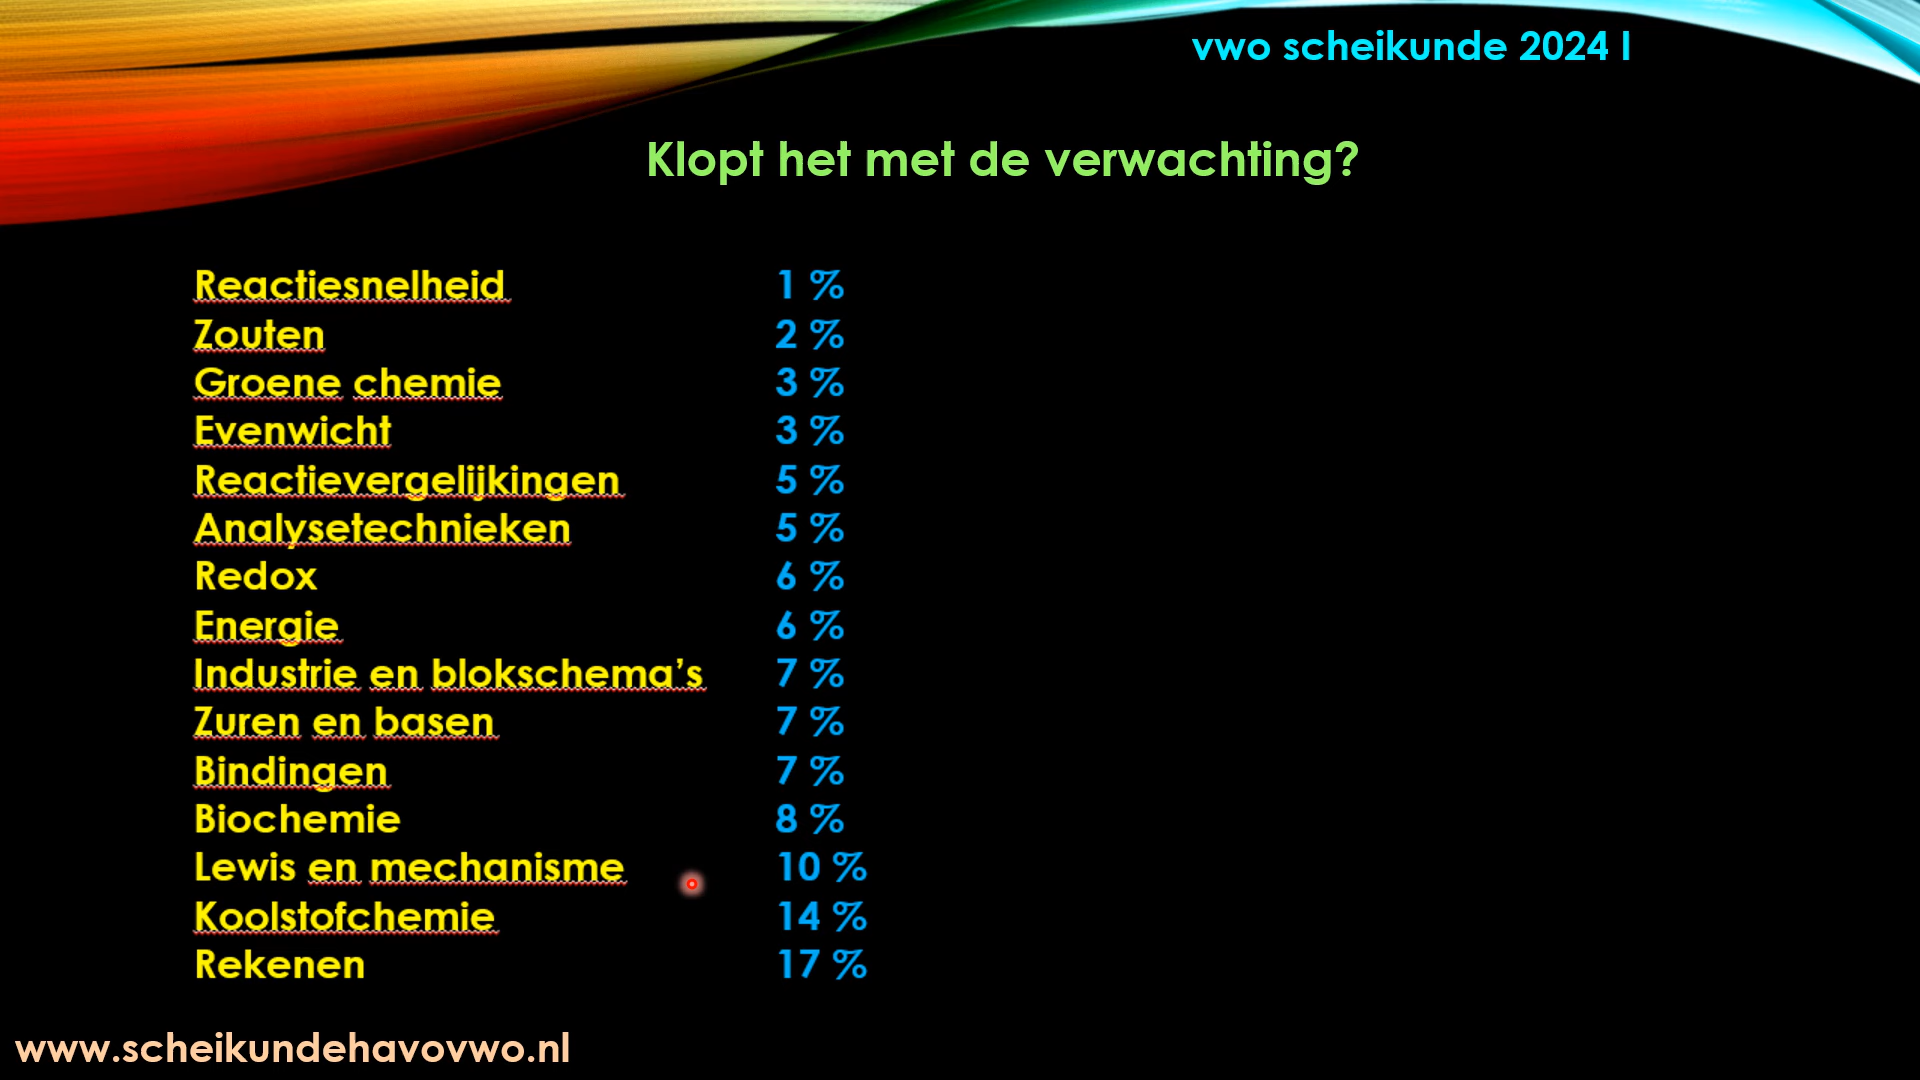 vwo scheikunde 2024 I
Klopt het met de verwachting?
Reactiesnelheid 1 %
Zouten 2 %
Groene chemie 3 %
Evenwicht 3 %
Reactievergelijkingen 5 %
Analysetechnieken 5 %
Redox 6 %
Energie 6 %
Industrie en blokschema’s 7 %
Zuren en basen 7 %
Bindingen 7 %
Biochemie 8 %
Lewis en mechanisme 10 %
Koolstofchemie 14 %
Rekenen 17 %
www.scheikundehavovwo.nl